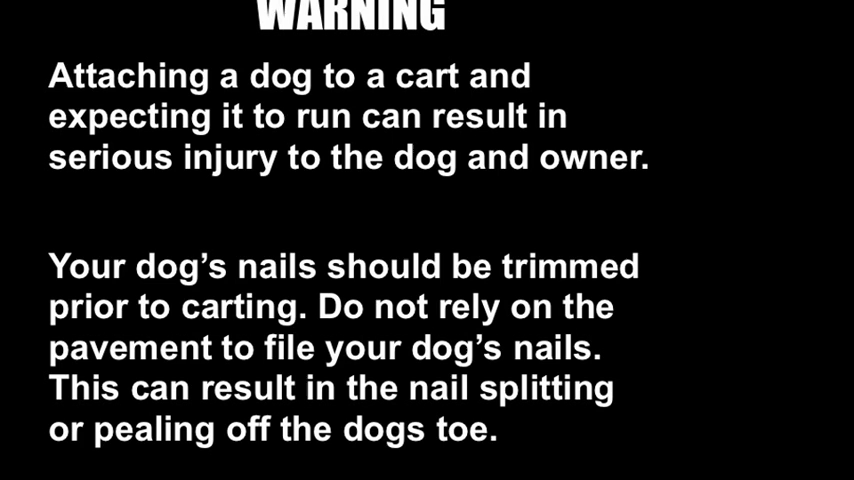 WARNING
Attaching a dog to a cart and
expecting it to run can result in
serious injury to the dog and owner.
Your dog’s nails should be trimmed
prior to carting. Do not rely on the
pavement to file your dog’s nails.
This can result in the nail splitting
or pealing off the dogs toe.